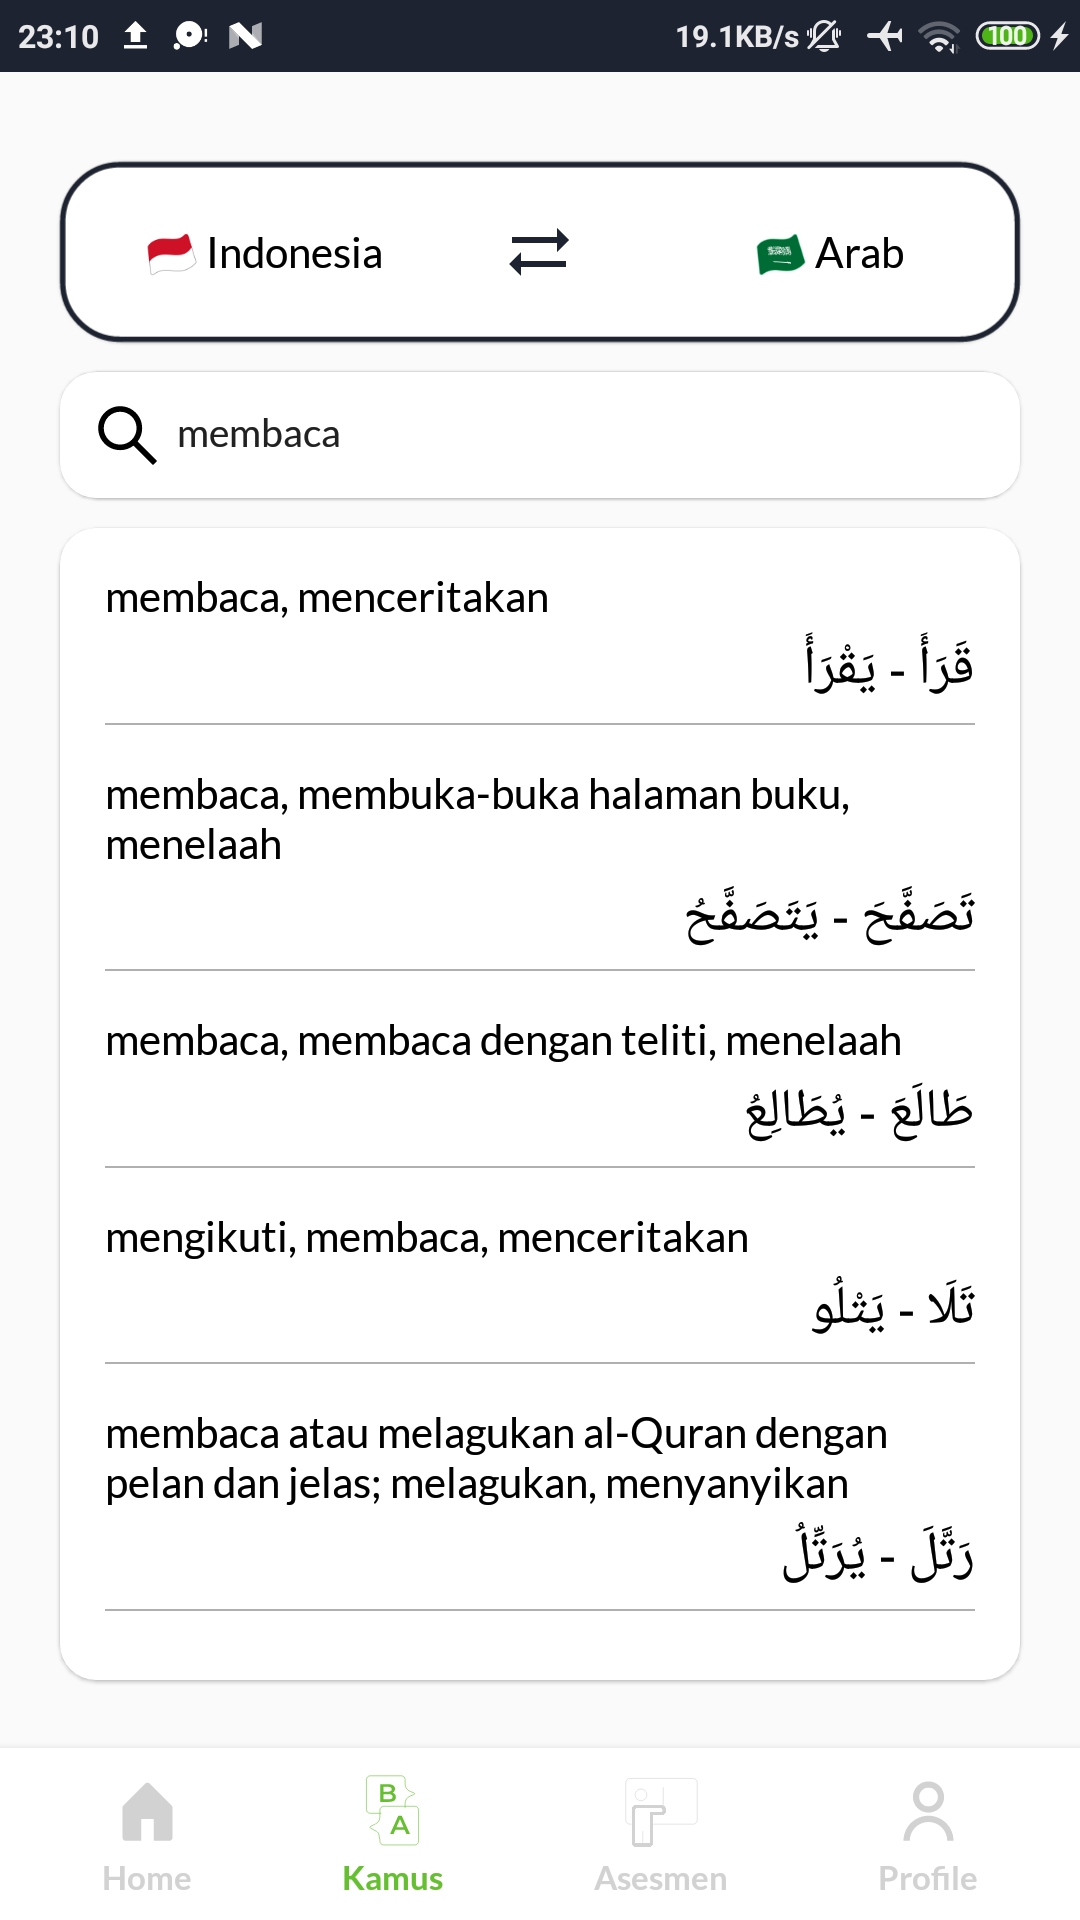 23:10
19.1KB/s
100
Indonesia
Arab
membaca
membaca, menceritakan
قَرَأَ - يَقْرَأُ
membaca, membuka-buka halaman buku,
menelaah
تَصَفَّحَ - يَتَصَفَّحُ
membaca, membaca dengan teliti, menelaah
طَالَعَ - يُطَالِعُ
mengikuti, membaca, menceritakan
تَلَا - يَتْلُو
membaca atau melagukan al-Quran dengan
pelan dan jelas; melagukan, menyanyikan
رَتَّلَ - يُرَتِّلُ
B
A
Home
Kamus
Asesmen
Profile